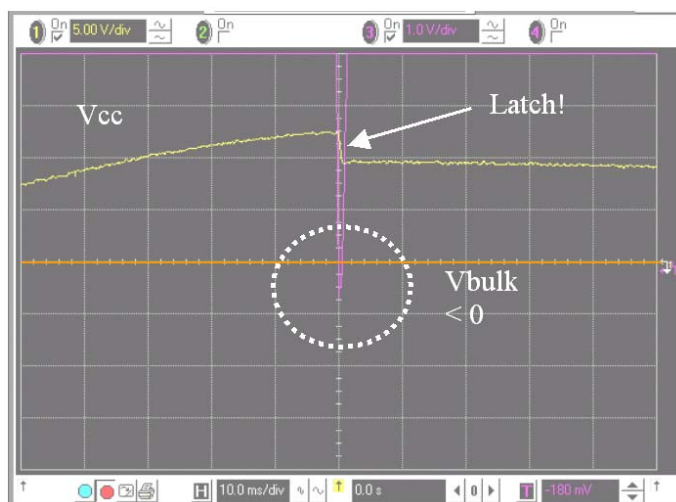 1 On 5.00 V/div 2 On 3 On 1.0 V/div 4 On
Vcc
Latch!
Vbulk
< 0
H 10.0 ms/div 0.0 s 0 T -180 mV